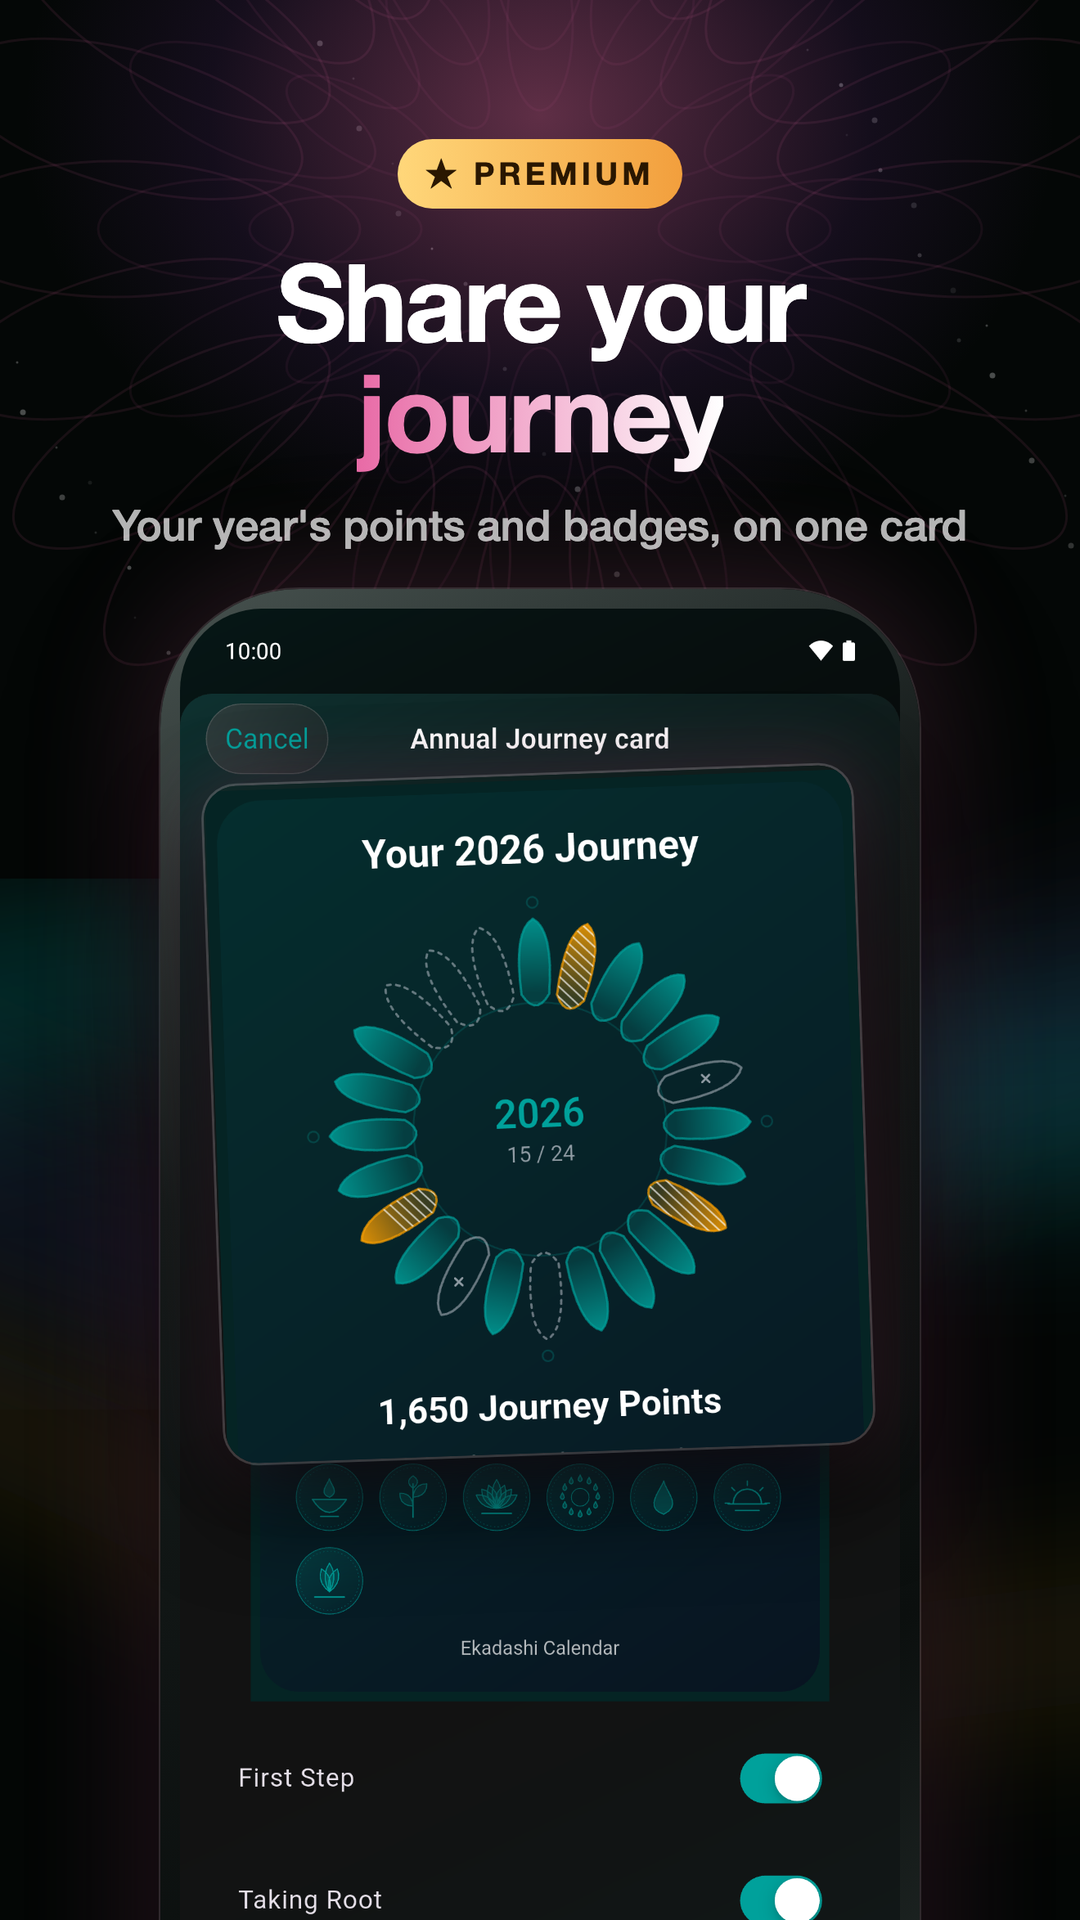 ★ PREMIUM
Share your
journey
Your year's points and badges, on one card
10:00
Cancel
Annual Journey card
Your 2026 Journey
2026
15 / 24
1,650 Journey Points
Ekadashi Calendar
First Step
Taking Root